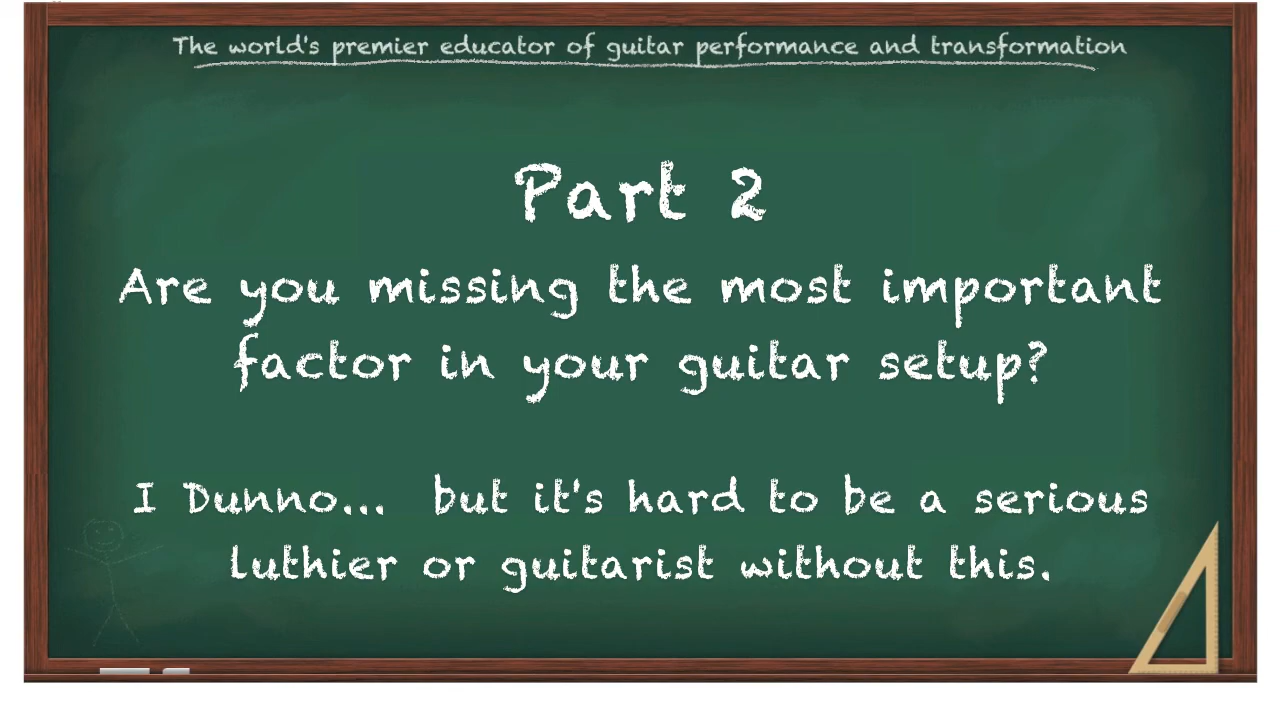 The world's premier educator of guitar performance and transformation
Part 2
Are you missing the most important
factor in your guitar setup?
I Dunno... but it's hard to be a serious
luthier or guitarist without this.